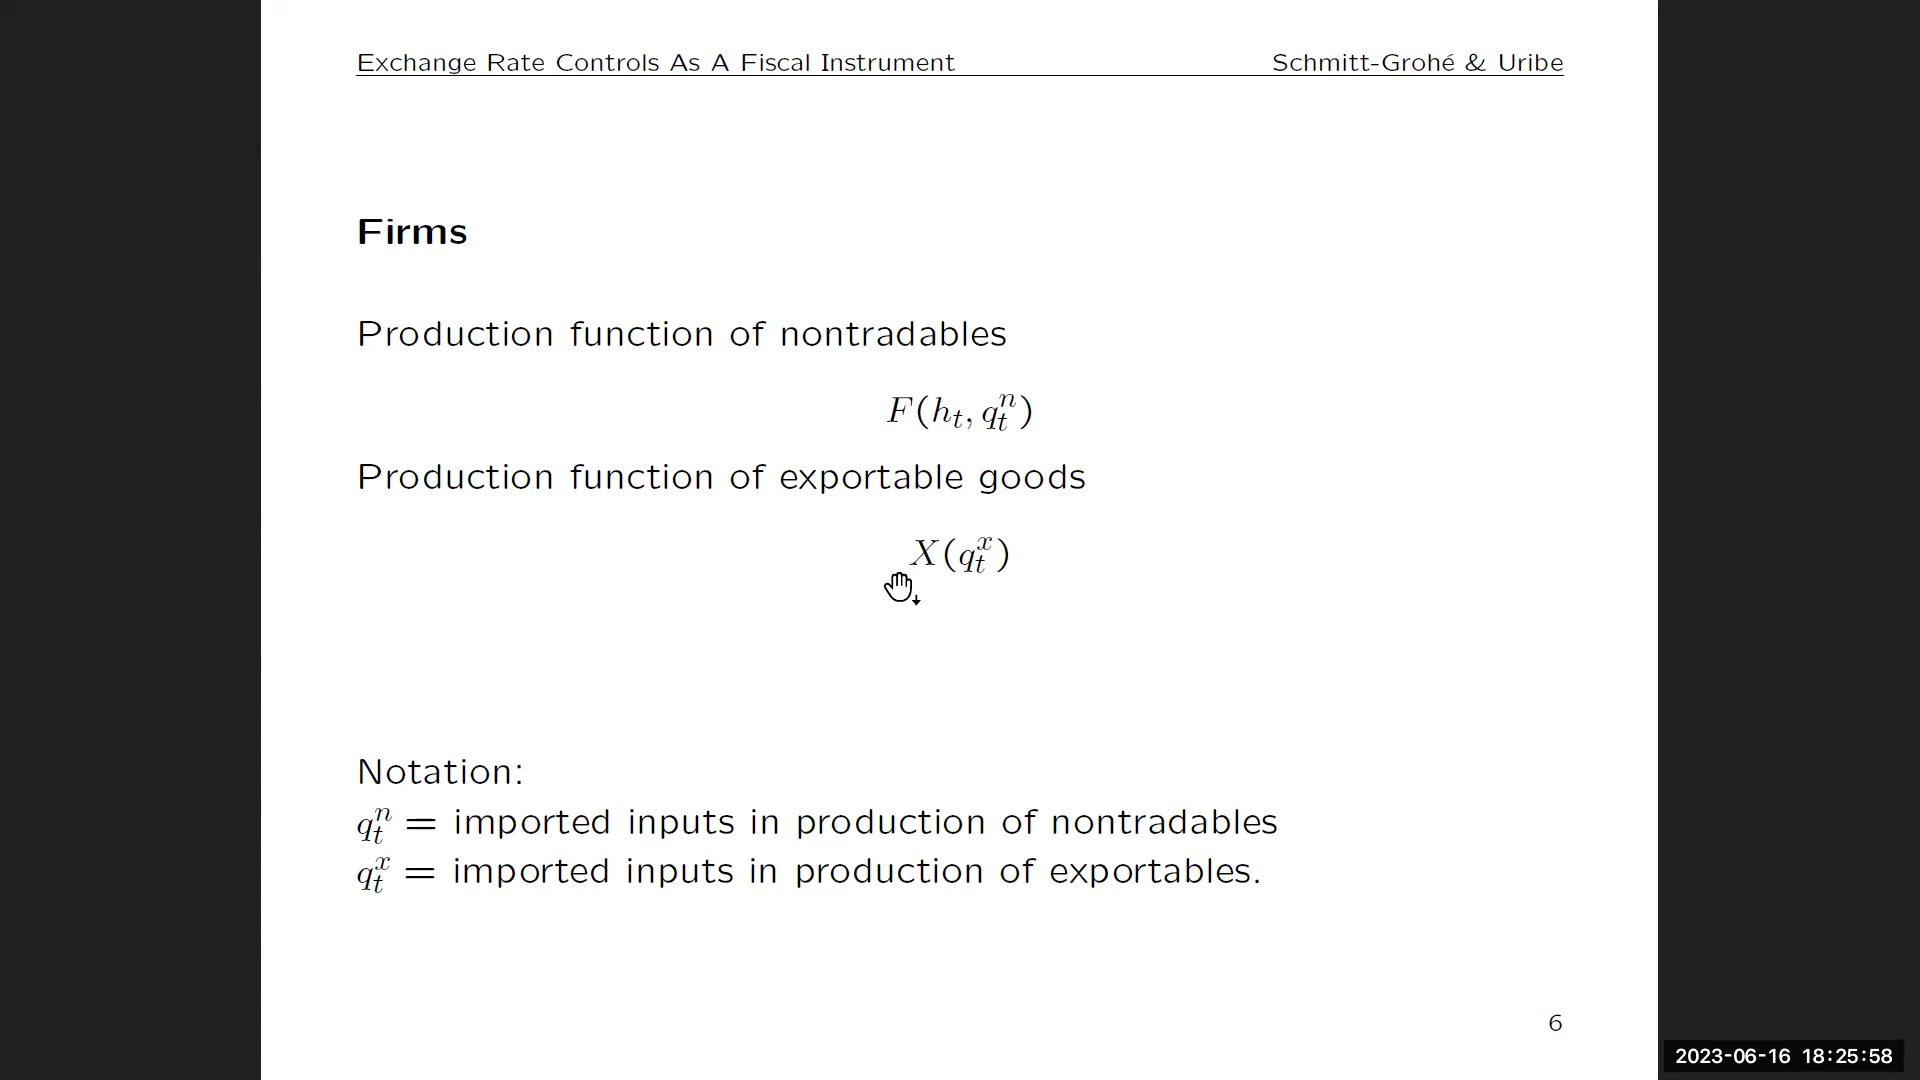 Exchange Rate Controls As A Fiscal Instrument Schmitt-Grohé & Uribe
Firms
Production function of nontradables
$F(h_t, q_t^n)$
Production function of exportable goods
$X(q_t^x)$
Notation:
$q_t^n$ = imported inputs in production of nontradables
$q_t^x$ = imported inputs in production of exportables.
6
2023-06-16 18:25:58